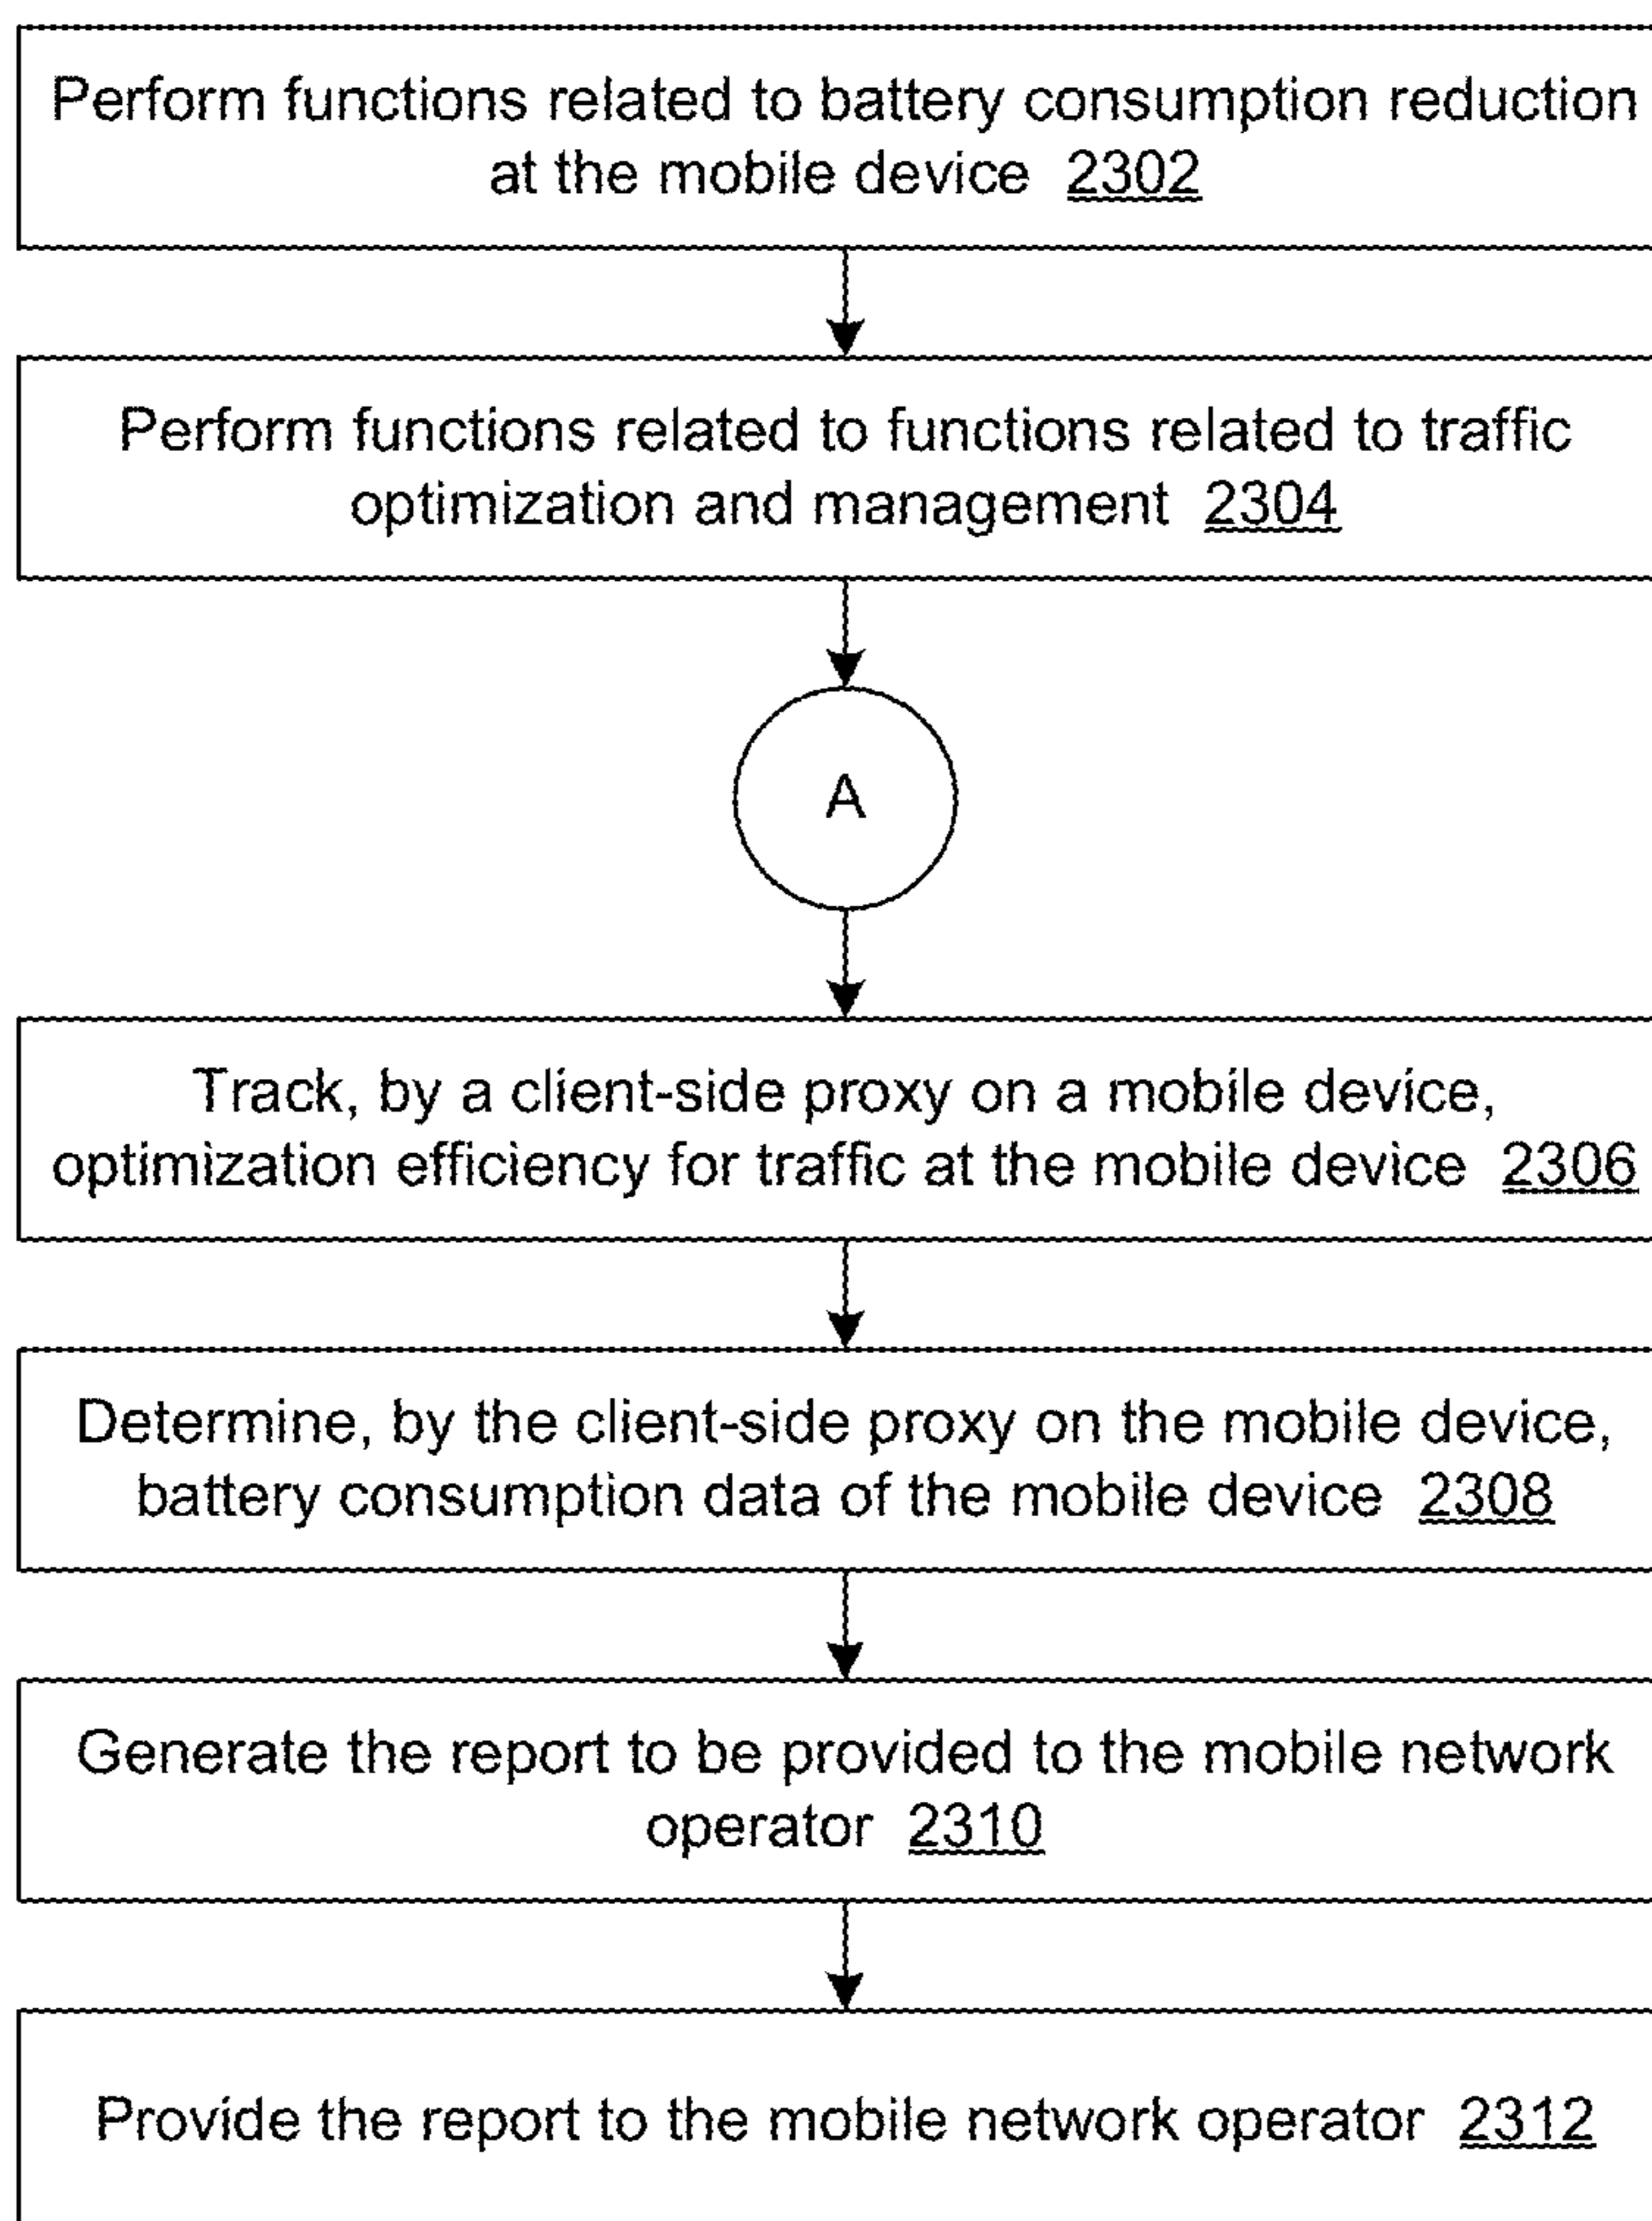 Perform functions related to battery consumption reduction
at the mobile device 2302
Perform functions related to functions related to traffic
optimization and management 2304
A
Track, by a client-side proxy on a mobile device,
optimization efficiency for traffic at the mobile device 2306
Determine, by the client-side proxy on the mobile device,
battery consumption data of the mobile device 2308
Generate the report to be provided to the mobile network
operator 2310
Provide the report to the mobile network operator 2312